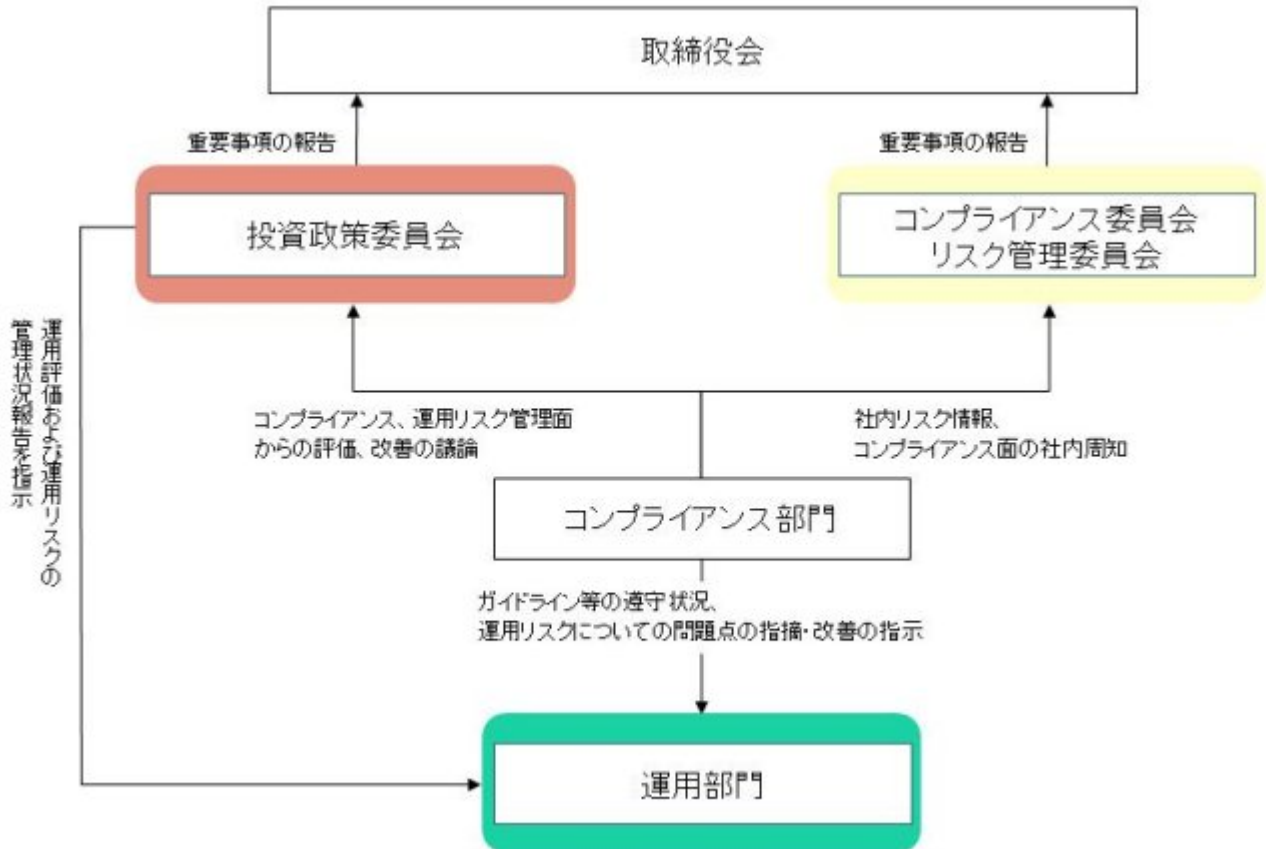 取締役会
重要事項の報告
重要事項の報告
投資政策委員会
コンプライアンス委員会
リスク管理委員会
運用評価および運用リスクの
管理状況報告を指示
コンプライアンス、運用リスク管理面
からの評価、改善の議論
社内リスク情報、
コンプライアンス面の社内周知
コンプライアンス部門
ガイドライン等の遵守状況、
運用リスクについての問題点の指摘・改善の指示
運用部門